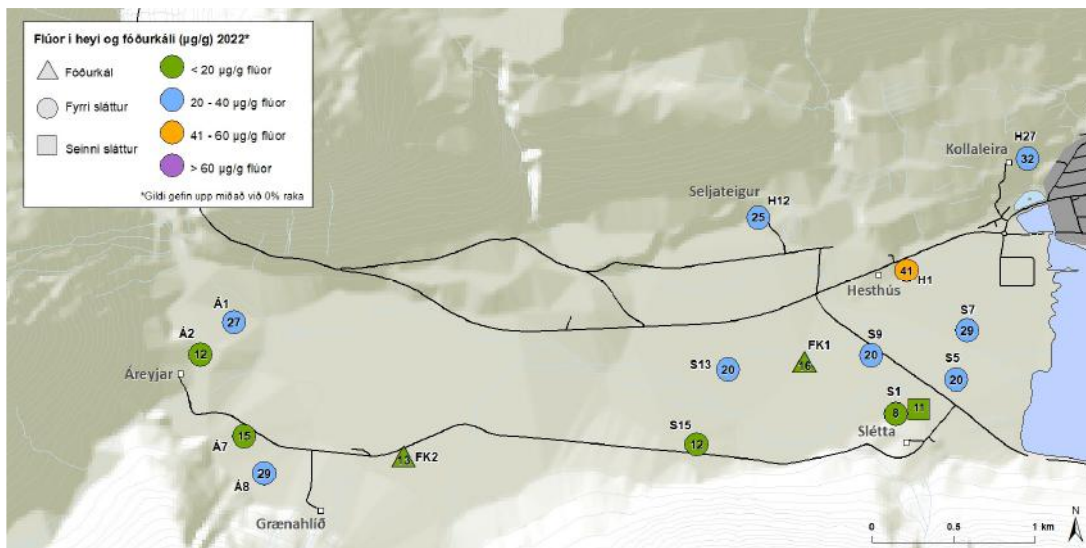 Flúor i heyi og fóðurkáli (µg/g) 2022*
Fóðurkál
Fyrri sláttur
Seinni sláttur
< 20 µg/g flúor
20 - 40 µg/g flúor
41 - 60 µg/g flúor
> 60 µg/g flúor
*Gildi gefin upp miðað við 0% raka
H27
Kollaleira
32
Seljateigur
25
H12
41
H1
Hesthús
Á1
27
Á2
12
Áreyjar
S7
29
S9
20
FK1
16
S13
20
S5
20
S1
8
11
Slétta
S15
12
15
Á7
13
FK2
29
Á8
Grænahlíð
N
0
0.5
1 km